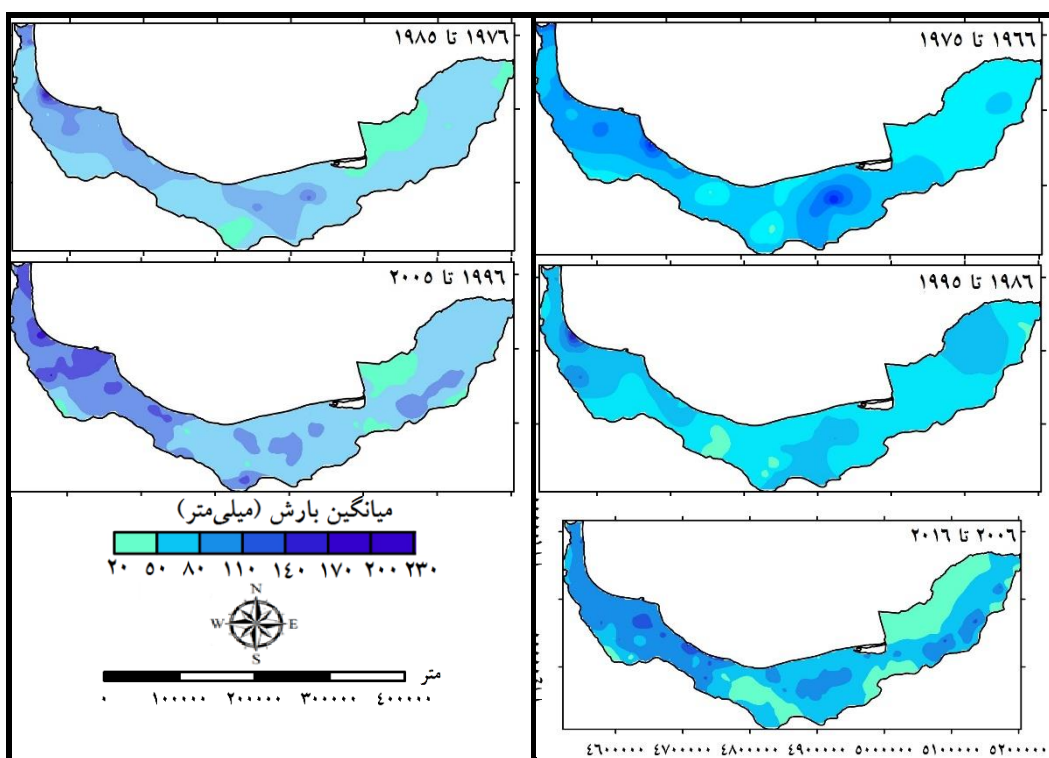 ۱۹۶۶ تا ۱۹۷۵
۱۹۷۶ تا ۱۹۸۵
۱۹۸۶ تا ۱۹۹۵
۱۹۹۶ تا ۲۰۰۵
۲۰۰۶ تا ۲۰۱۶
میانگین بارش (میلی‌متر)
۲۰ ۵۰ ۸۰ ۱۱۰ ۱۴۰ ۱۷۰ ۲۰۰ ۲۳۰
N
W E
S
متر
۰ ۱۰۰۰۰۰ ۲۰۰۰۰۰ ۳۰۰۰۰۰ ۴۰۰۰۰۰
۴۶۰۰۰۰۰ ۴۷۰۰۰۰۰ ۴۸۰۰۰۰۰ ۴۹۰۰۰۰۰ ۵۰۰۰۰۰۰ ۵۱۰۰۰۰۰ ۵۲۰۰۰۰۰